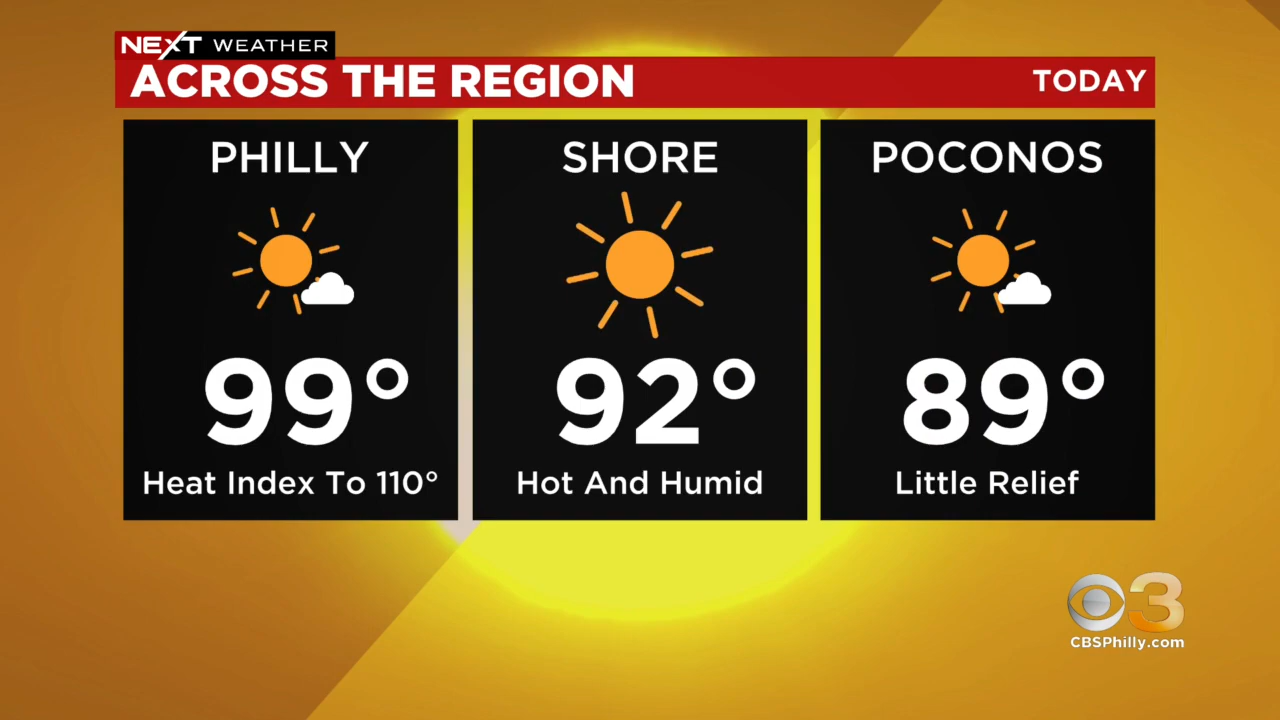 NEXT WEATHER
ACROSS THE REGION
TODAY
PHILLY
99°
Heat Index To 110°
SHORE
92°
Hot And Humid
POCONOS
89°
Little Relief
3
CBSPhilly.com